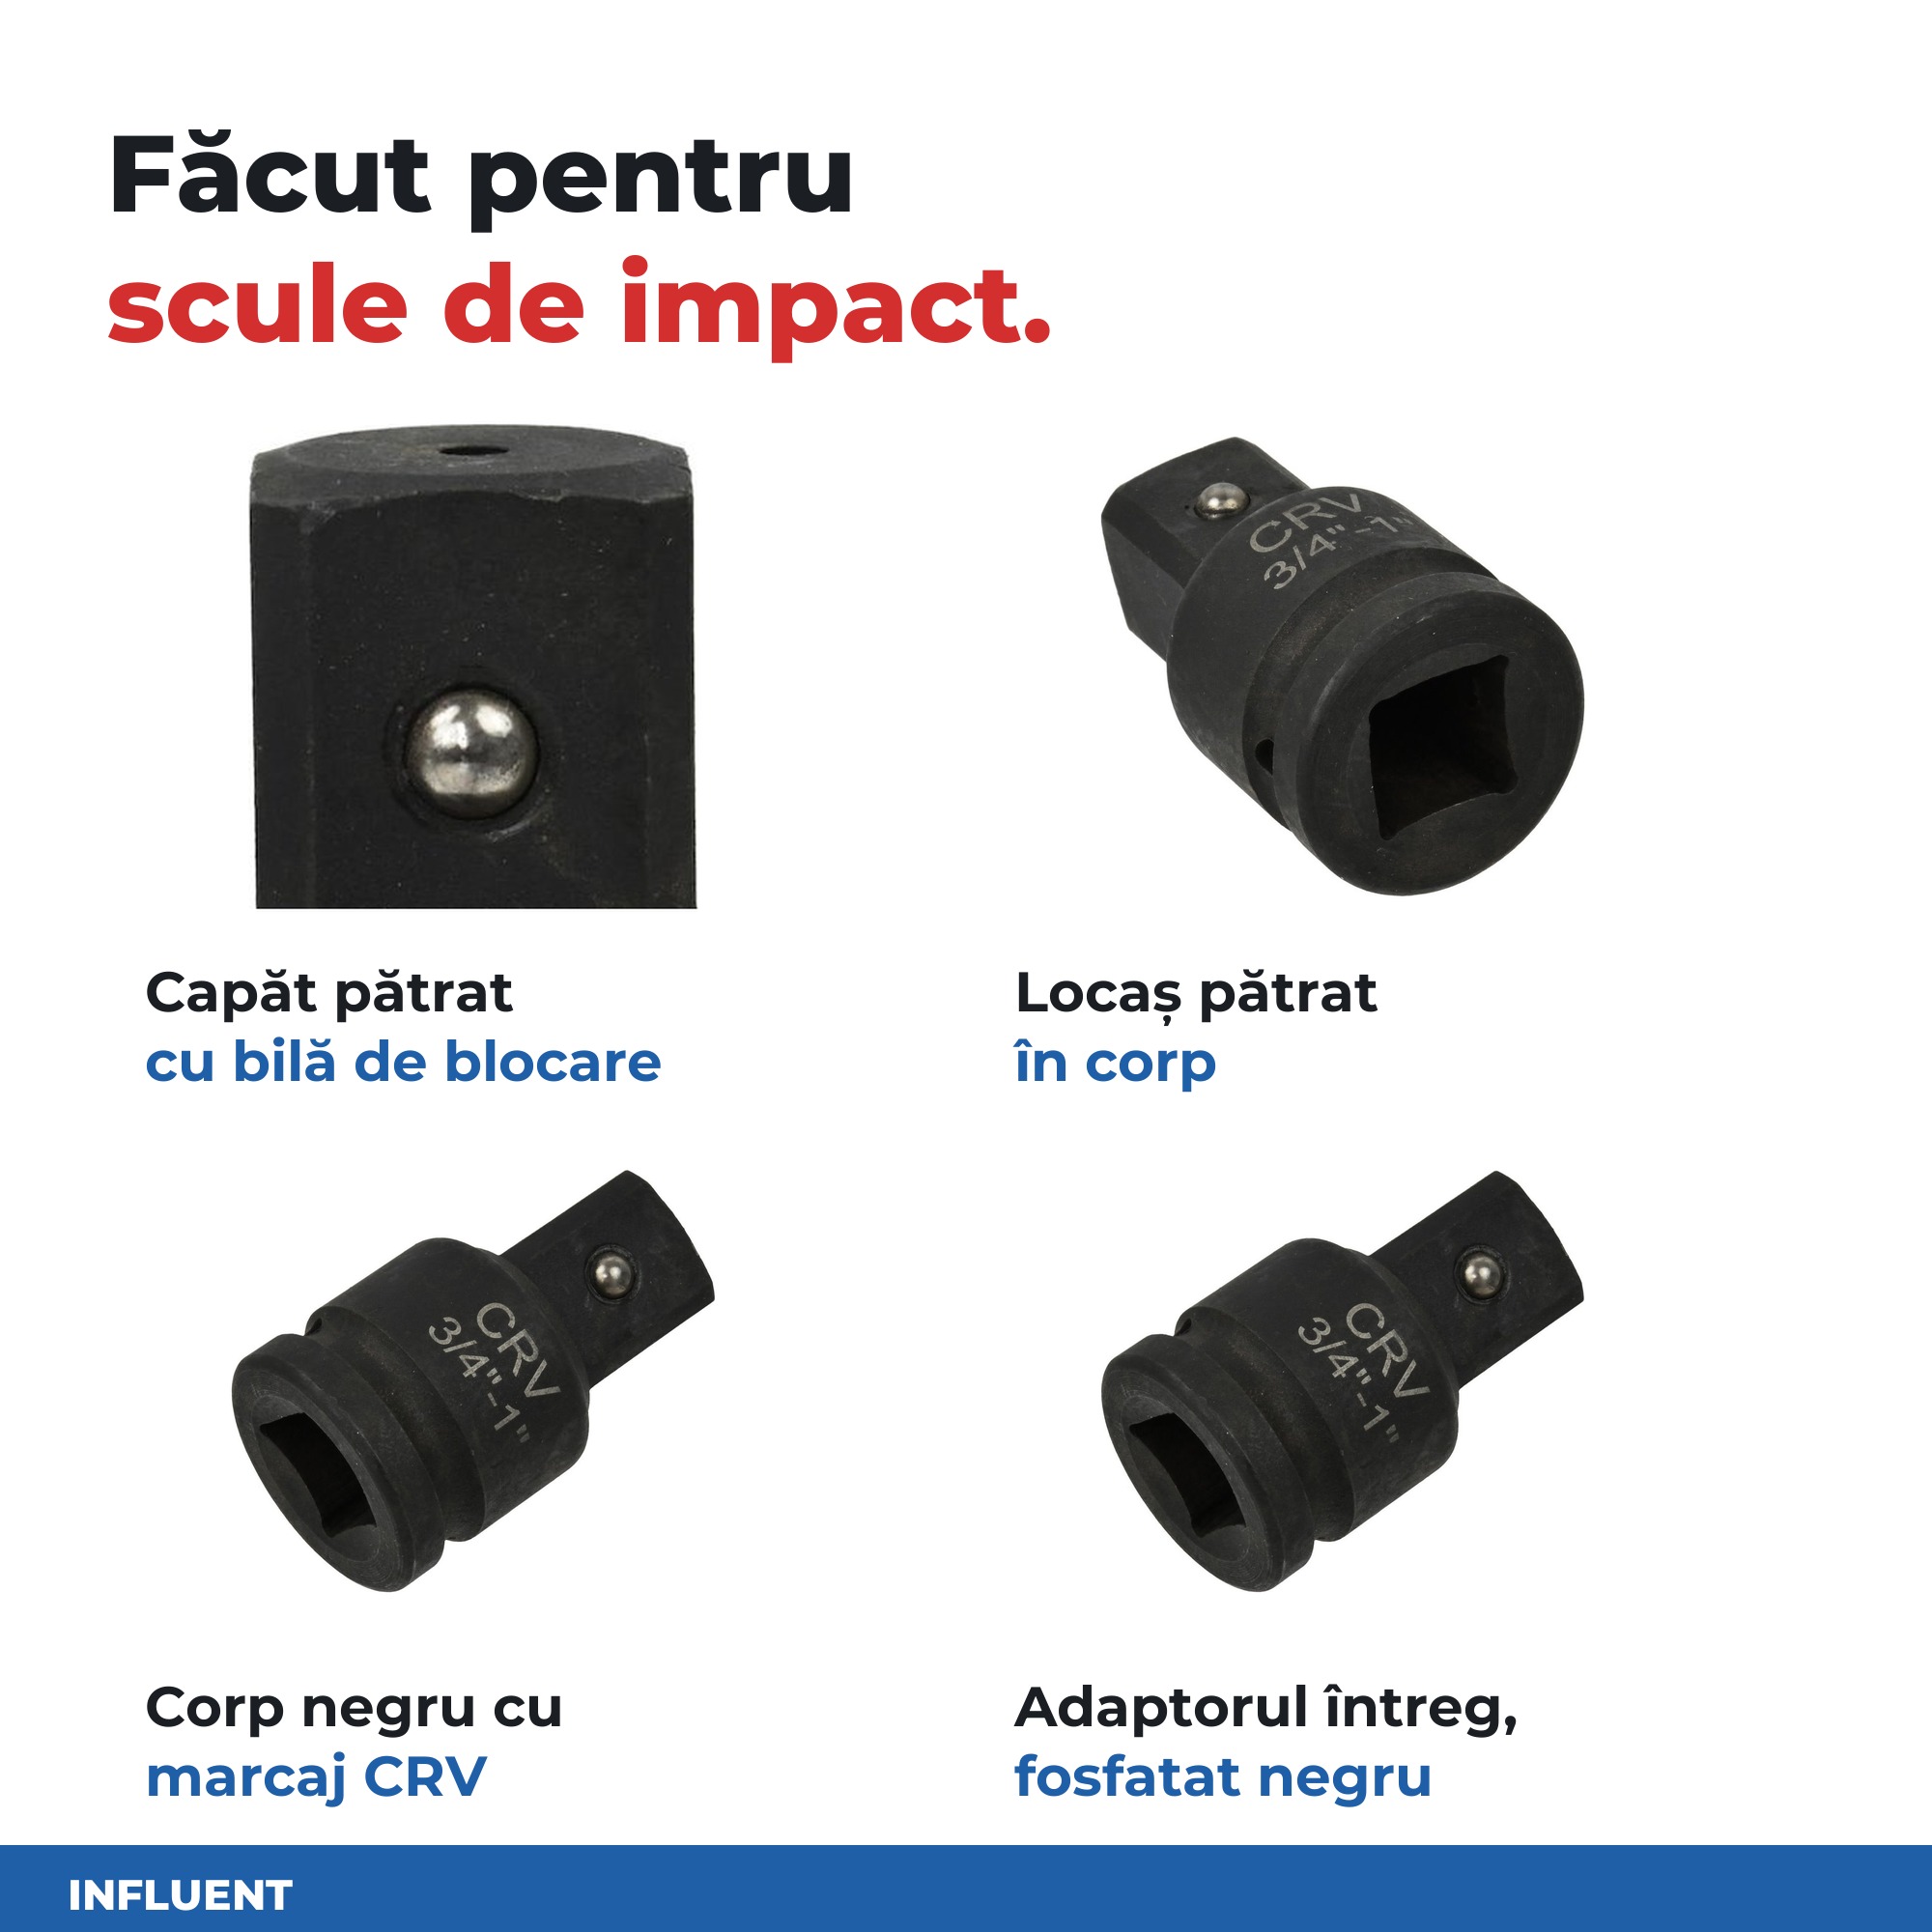 Făcut pentru
scule de impact.
CRV
3/4"-1"
Capăt pătrat
cu bilă de blocare
Locaș pătrat
în corp
CRV
3/4"-1"
CRV
3/4"-1"
Corp negru cu
marcaj CRV
Adaptorul întreg,
fosfatat negru
INFLUENT